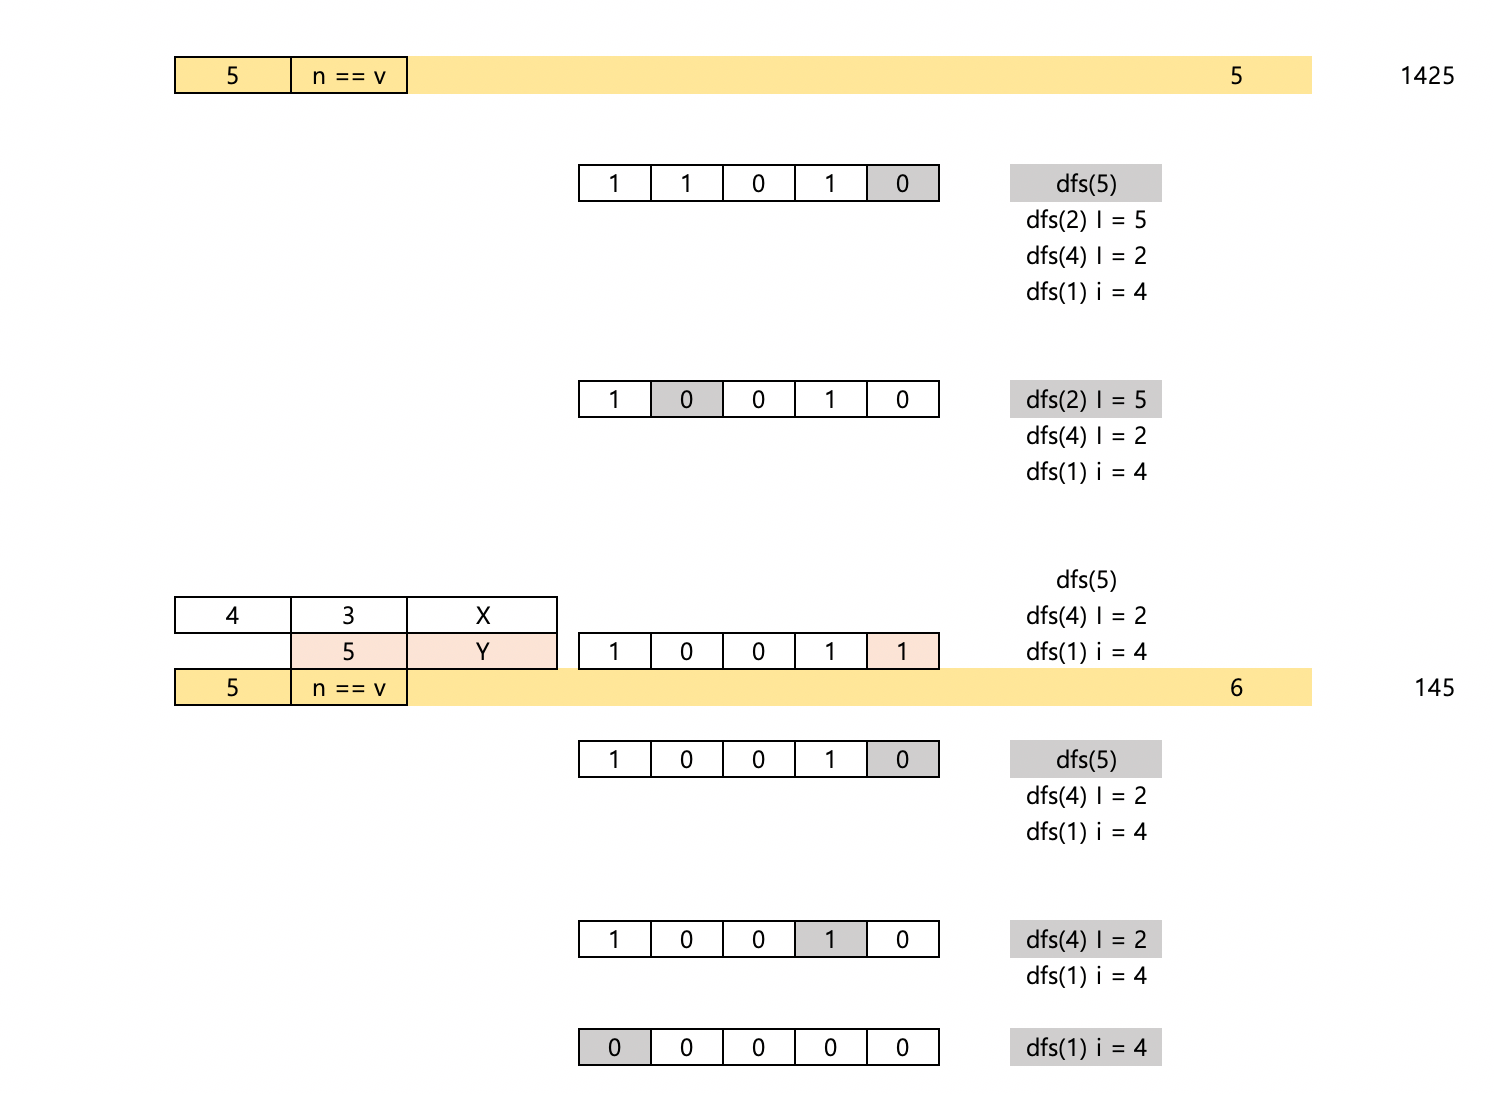 5 n == v 5 1425
1 1 0 1 0 dfs(5)
dfs(2) I = 5
dfs(4) I = 2
dfs(1) i = 4
1 0 0 1 0 dfs(2) I = 5
dfs(4) I = 2
dfs(1) i = 4
dfs(5)
4 3 X dfs(4) I = 2
5 Y 1 0 0 1 1 dfs(1) i = 4
5 n == v 6 145
1 0 0 1 0 dfs(5)
dfs(4) I = 2
dfs(1) i = 4
1 0 0 1 0 dfs(4) I = 2
dfs(1) i = 4
0 0 0 0 0 dfs(1) i = 4